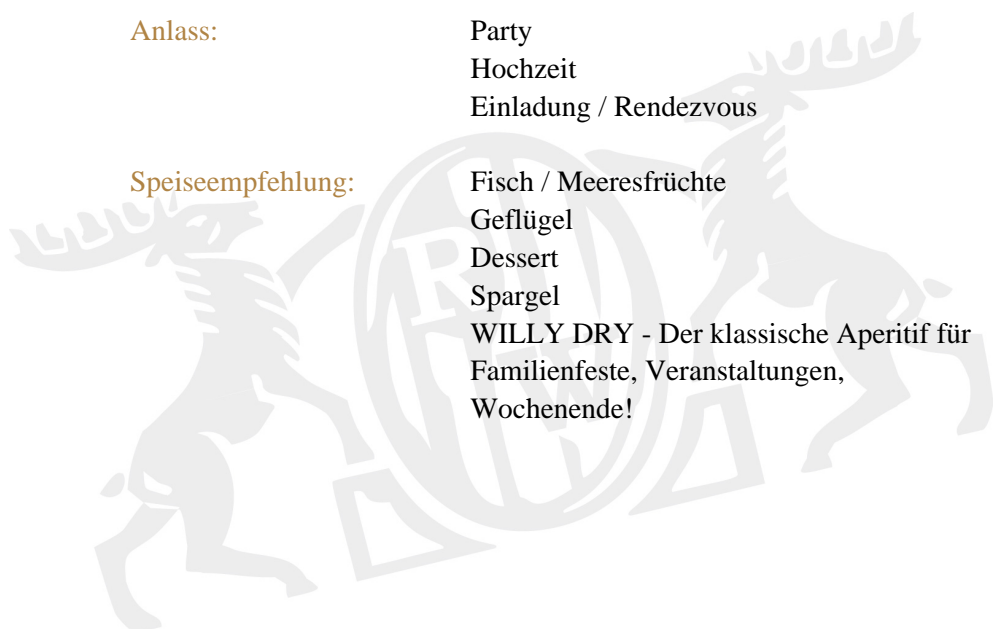 Anlass: Party
Hochzeit
Einladung / Rendezvous
Speiseempfehlung: Fisch / Meeresfrüchte
Geflügel
Dessert
Spargel
WILLY DRY - Der klassische Aperitif für
Familienfeste, Veranstaltungen,
Wochenende!